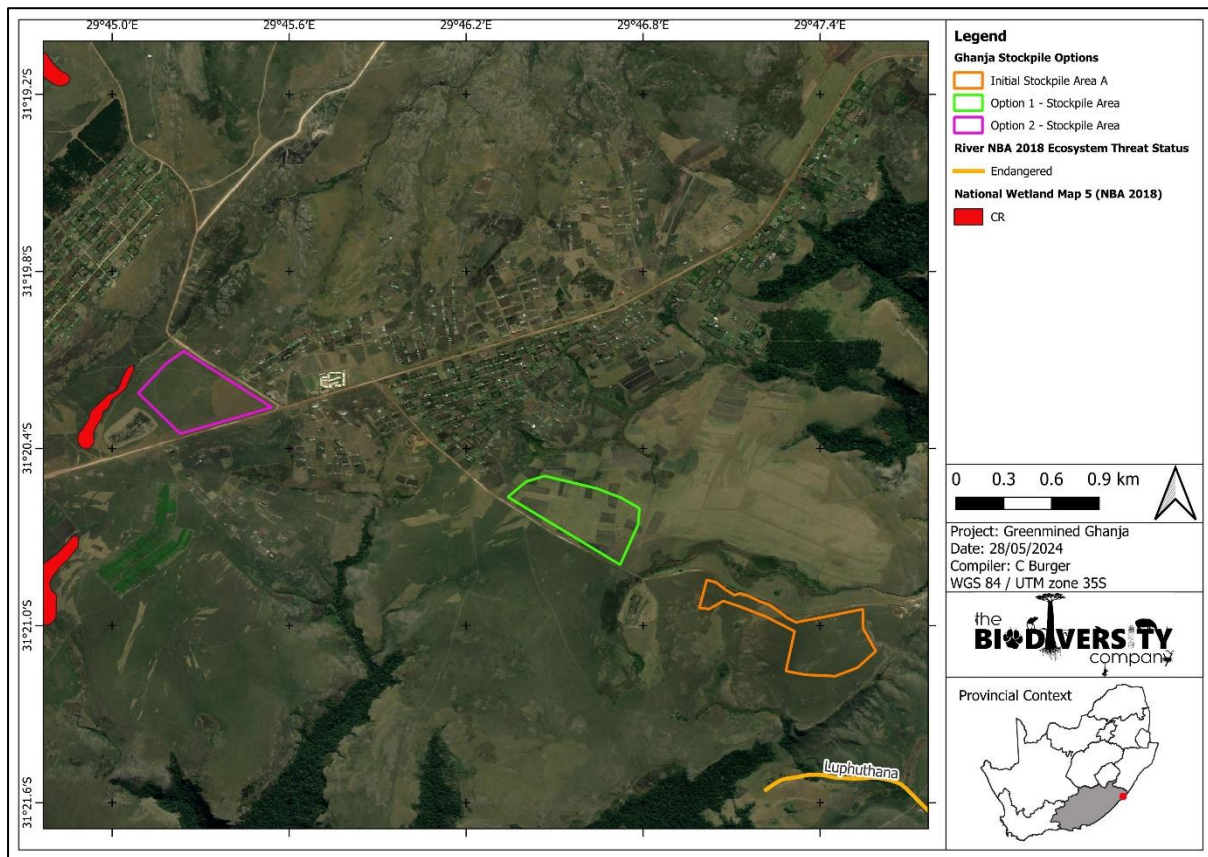 29°45.0'E 29°45.6'E 29°46.2'E 29°46.8'E 29°47.4'E
31°19.2'S
31°19.8'S
31°20.4'S
31°21.0'S
31°21.6'S
Luphuthana
Legend
Ghanja Stockpile Options
Initial Stockpile Area A
Option 1 - Stockpile Area
Option 2 - Stockpile Area
River NBA 2018 Ecosystem Threat Status
Endangered
National Wetland Map 5 (NBA 2018)
CR
0 0.3 0.6 0.9 km
Project: Greenmined Ghanja
Date: 28/05/2024
Compiler: C Burger
WGS 84 / UTM zone 35S
the
BIODIVERSITY
company
Provincial Context